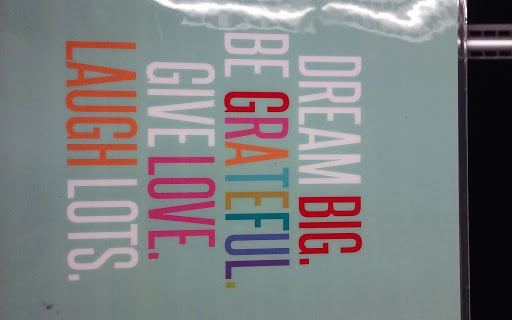 DREAM BIG.
BE GRATEFUL.
GIVE LOVE.
LAUGH LOTS.